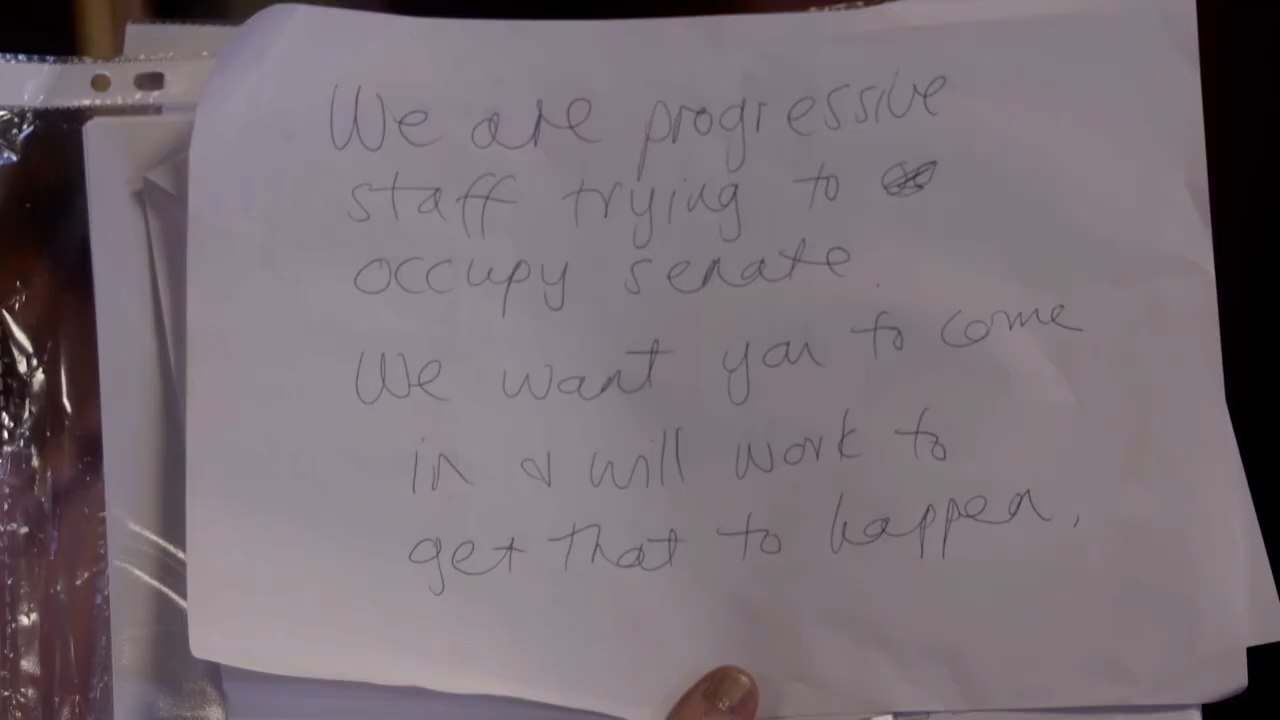 We are progressive
staff trying to
occupy senate.
We want you to come
in & will work to
get that to happen.